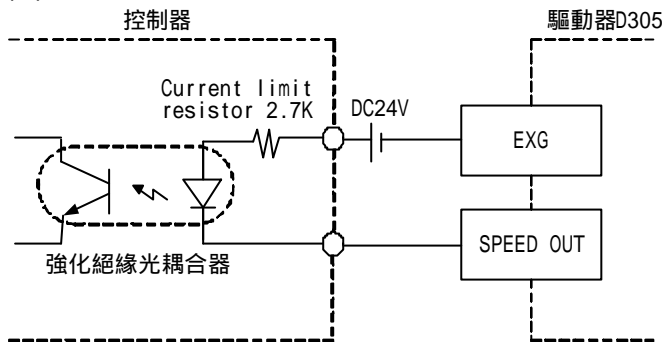 控制器
驅動器D305
Current limit
resistor 2.7K
DC24V
EXG
SPEED OUT
強化絕緣光耦合器